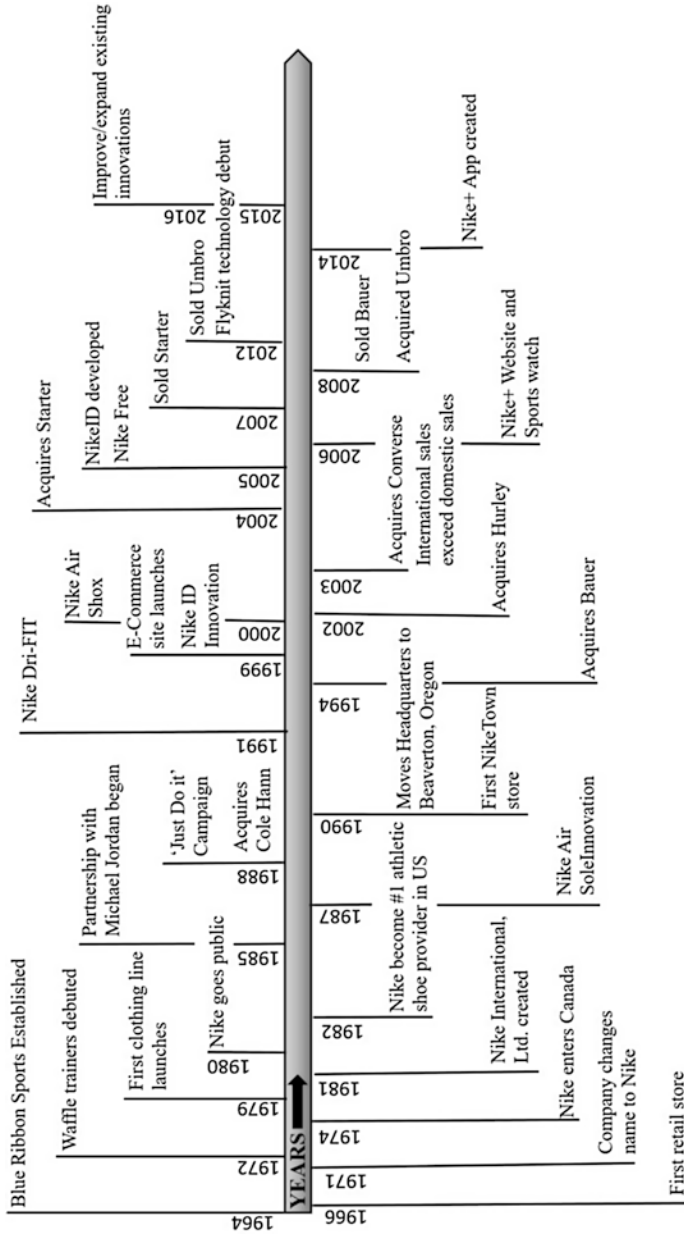 Blue Ribbon Sports Established
1964
Waffle trainers debuted
1972
First clothing line
launches
1979
Nike goes public
1980
Partnership with
Michael Jordan began
1985
'Just Do it'
Campaign
Acquires
Cole Hann
1988
Nike Dri-FIT
1991
E-Commerce
site launches
Nike ID
Innovation
1999
Nike Air
Shox
2000
Acquires Starter
2004
NikeID developed
Nike Free
2005
Sold Starter
2007
Sold Umbro
Flyknit technology debut
2012
Improve/expand existing
innovations
2016
2015
YEARS
1966
First retail store
1971
Company changes
name to Nike
1974
Nike enters Canada
1981
Nike International,
Ltd. created
1982
Nike become #1 athletic
shoe provider in US
1987
Nike Air
SoleInnovation
1990
Moves Headquarters to
Beaverton, Oregon
First NikeTown
store
1994
Acquires Bauer
2002
Acquires Hurley
2003
Acquires Converse
International sales
exceed domestic sales
2006
Nike+ Website and
Sports watch
2008
Sold Bauer
Acquired Umbro
2014
Nike+ App created